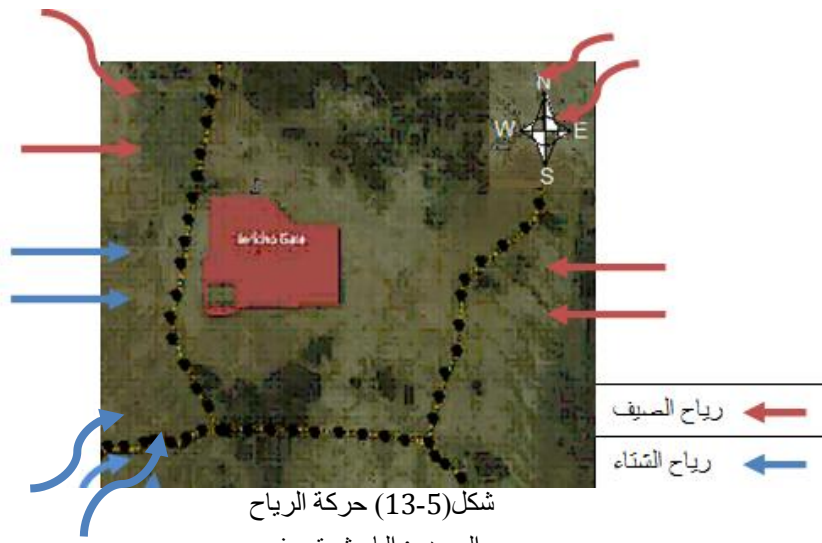 N
W E
S
Jericho Gate
رياح الصيف
رياح الشتاء
شكل(5-13) حركة الرياح